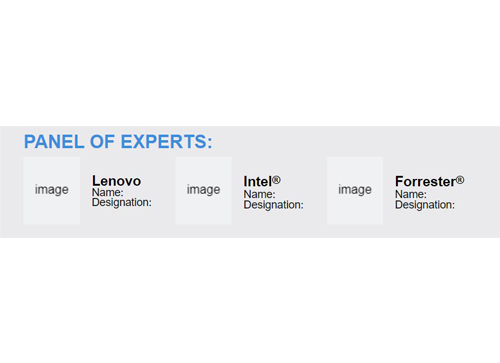 PANEL OF EXPERTS:
image
Lenovo
Name:
Designation:
image
Intel®
Name:
Designation:
image
Forrester®
Name:
Designation: